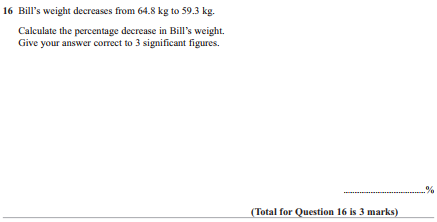 16 Bill's weight decreases from 64.8 kg to 59.3 kg.
Calculate the percentage decrease in Bill's weight.
Give your answer correct to 3 significant figures.
..............................%
(Total for Question 16 is 3 marks)